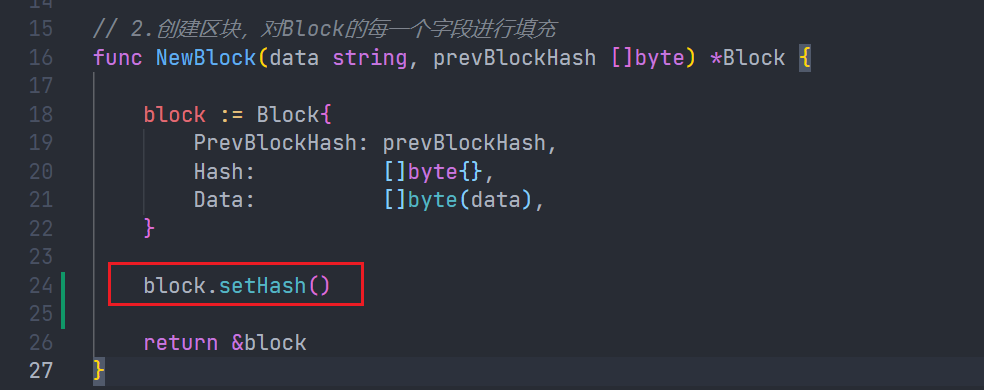 14
15 // 2.创建区块，对Block的每一个字段进行填充
16 func NewBlock(data string, prevBlockHash []byte) *Block {
17
18 block := Block{
19 PrevBlockHash: prevBlockHash,
20 Hash: []byte{},
21 Data: []byte(data),
22 }
23
24 block.setHash()
25
26 return &block
27 }